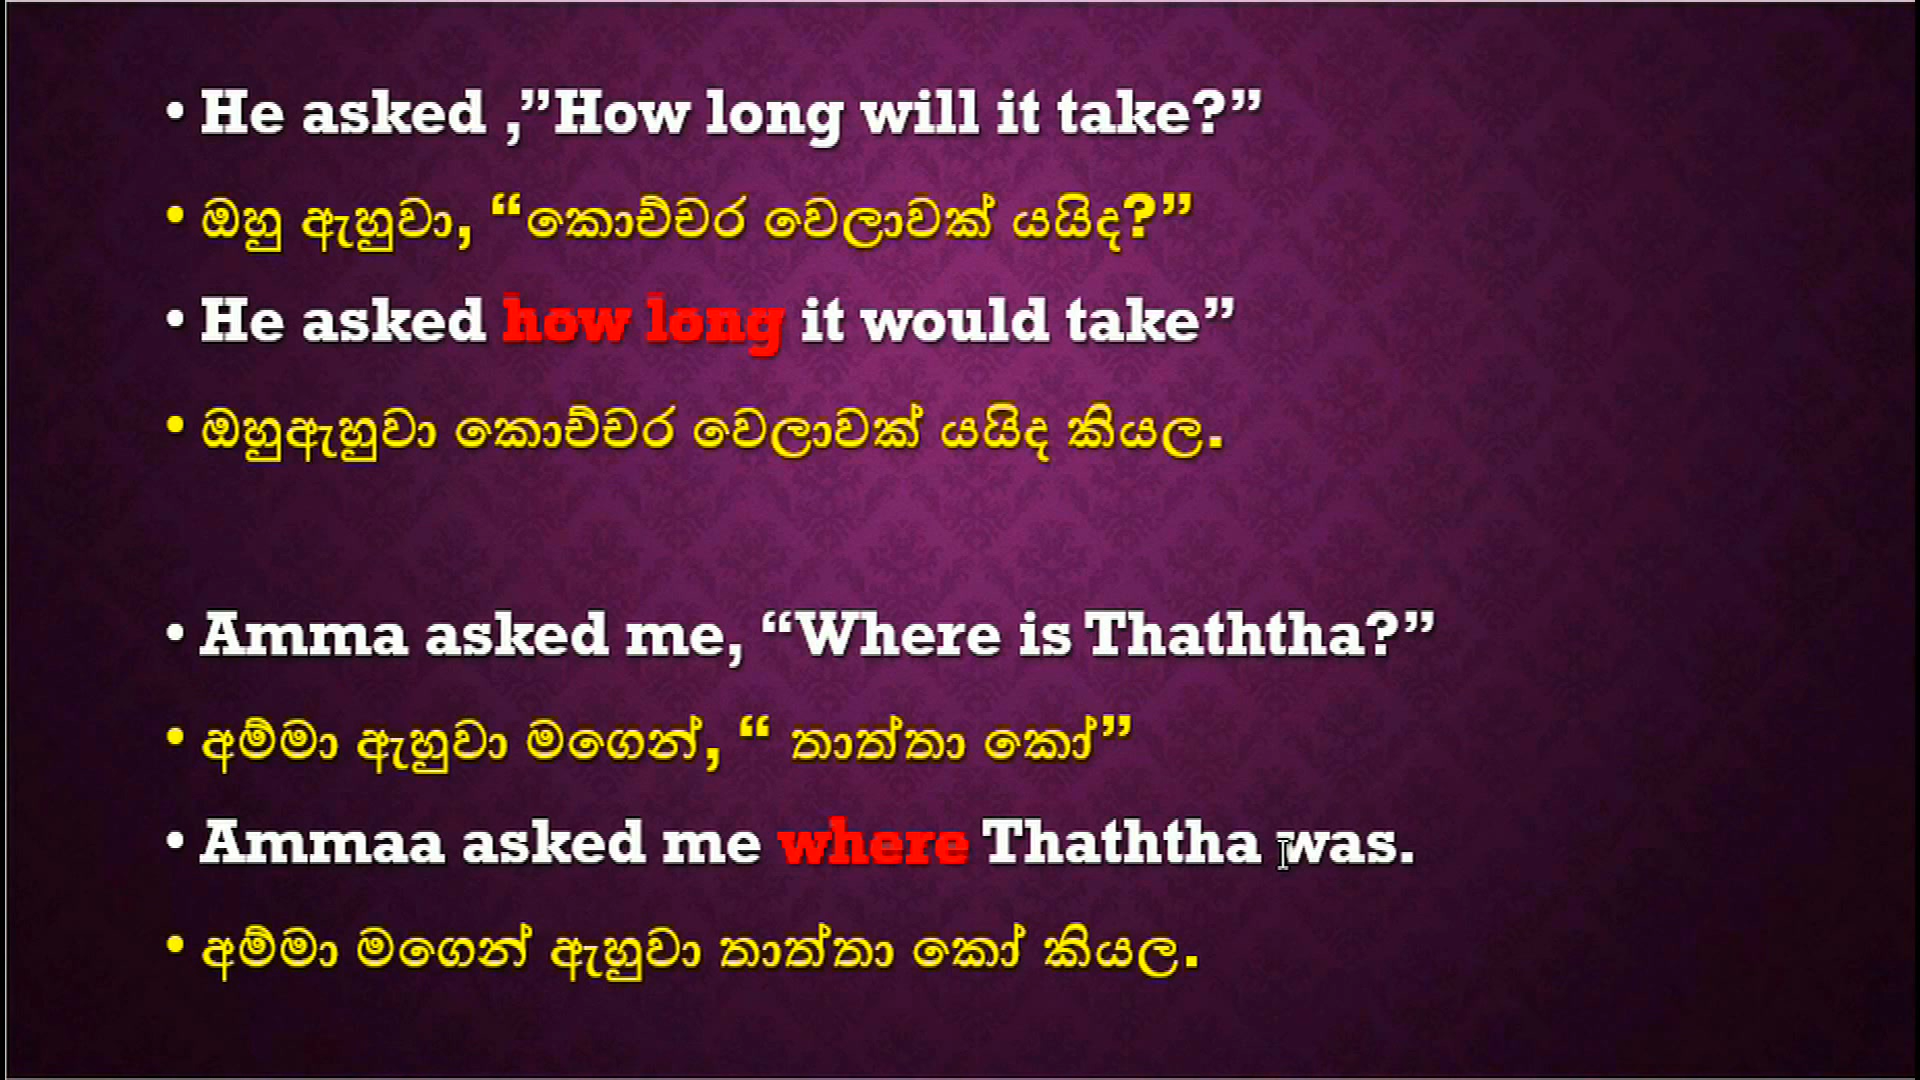 • He asked ,”How long will it take?”
• ඔහු ඇහුවා, “කොච්චර වෙලාවක් යයිද?”
• He asked how long it would take”
• ඔහුඇහුවා කොච්චර වෙලාවක් යයිද කියල.
• Amma asked me, “Where is Thaththa?”
• අම්මා ඇහුවා මගෙන්, “ තාත්තා කෝ”
• Ammaa asked me where Thaththa was.
• අම්මා මගෙන් ඇහුවා තාත්තා කෝ කියල.